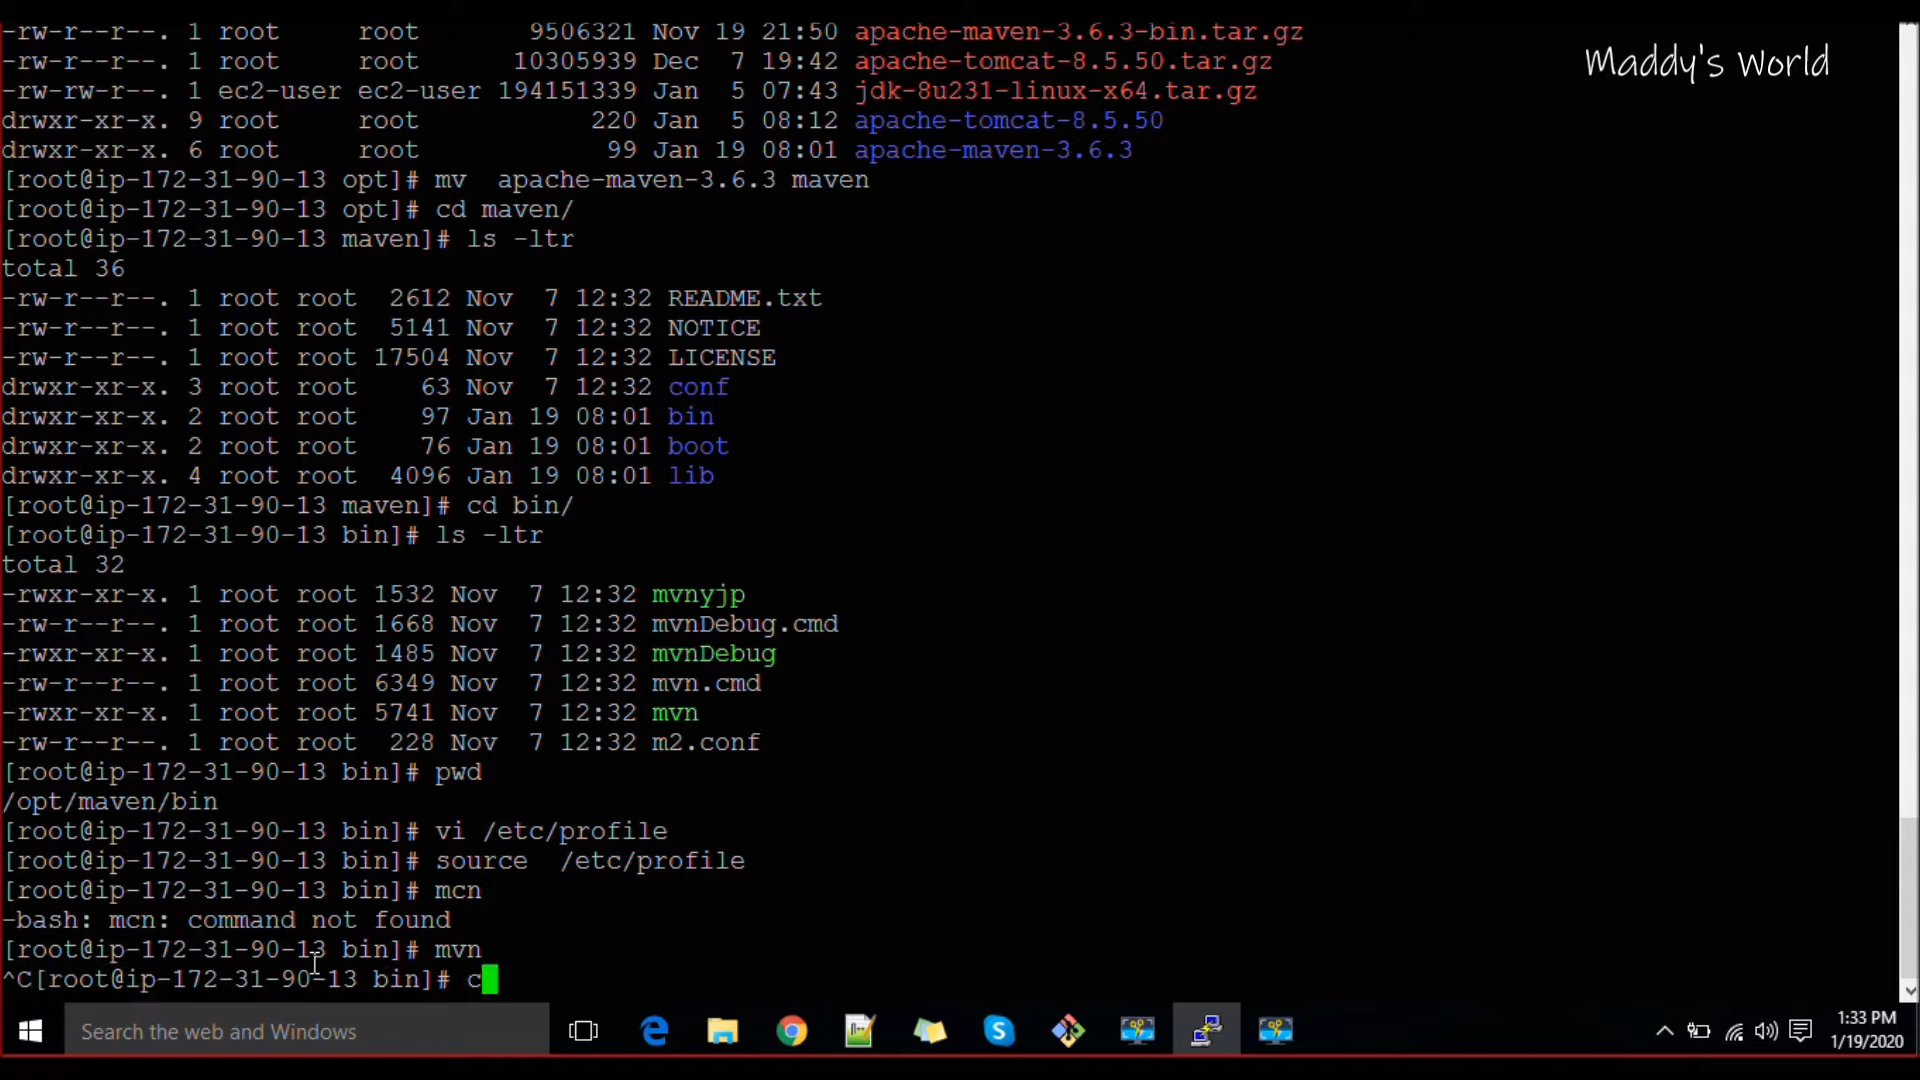 -rw-r--r--. 1 root     root       9506321 Nov 19 21:50 apache-maven-3.6.3-bin.tar.gz
-rw-r--r--. 1 root     root      10305939 Dec  7 19:42 apache-tomcat-8.5.50.tar.gz
-rw-rw-r--. 1 ec2-user ec2-user 194151339 Jan  5 07:43 jdk-8u231-linux-x64.tar.gz
drwxr-xr-x. 9 root     root           220 Jan  5 08:12 apache-tomcat-8.5.50
drwxr-xr-x. 6 root     root            99 Jan 19 08:01 apache-maven-3.6.3
Maddy's World
[root@ip-172-31-90-13 opt]# mv  apache-maven-3.6.3 maven
[root@ip-172-31-90-13 opt]# cd maven/
[root@ip-172-31-90-13 maven]# ls -ltr
total 36
-rw-r--r--. 1 root root  2612 Nov  7 12:32 README.txt
-rw-r--r--. 1 root root  5141 Nov  7 12:32 NOTICE
-rw-r--r--. 1 root root 17504 Nov  7 12:32 LICENSE
drwxr-xr-x. 3 root root    63 Nov  7 12:32 conf
drwxr-xr-x. 2 root root    97 Jan 19 08:01 bin
drwxr-xr-x. 2 root root    76 Jan 19 08:01 boot
drwxr-xr-x. 4 root root  4096 Jan 19 08:01 lib
[root@ip-172-31-90-13 maven]# cd bin/
[root@ip-172-31-90-13 bin]# ls -ltr
total 32
-rwxr-xr-x. 1 root root 1532 Nov  7 12:32 mvnyjp
-rw-r--r--. 1 root root 1668 Nov  7 12:32 mvnDebug.cmd
-rwxr-xr-x. 1 root root 1485 Nov  7 12:32 mvnDebug
-rw-r--r--. 1 root root 6349 Nov  7 12:32 mvn.cmd
-rwxr-xr-x. 1 root root 5741 Nov  7 12:32 mvn
-rw-r--r--. 1 root root  228 Nov  7 12:32 m2.conf
[root@ip-172-31-90-13 bin]# pwd
/opt/maven/bin
[root@ip-172-31-90-13 bin]# vi /etc/profile
[root@ip-172-31-90-13 bin]# source  /etc/profile
[root@ip-172-31-90-13 bin]# mcn
-bash: mcn: command not found
[root@ip-172-31-90-13 bin]# mvn
^C[root@ip-172-31-90-13 bin]# c
Search the web and Windows
1:33 PM
1/19/2020